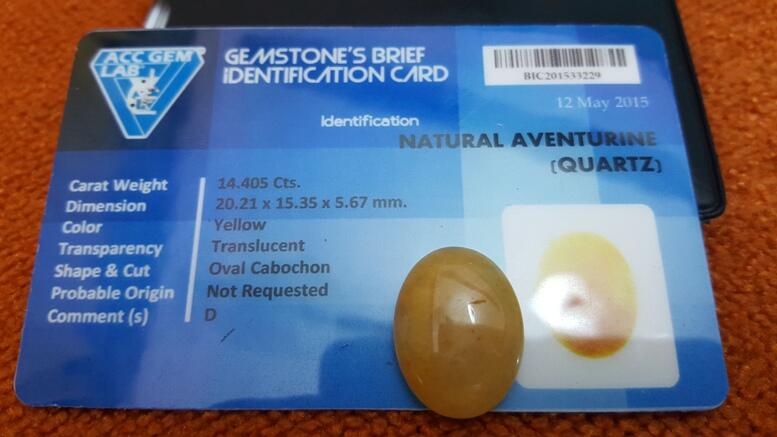 ACC GEM
LAB
GEMSTONE'S BRIEF
IDENTIFICATION CARD
BIC201533229
12 May 2015
Identification
NATURAL AVENTURINE
(QUARTZ)
Carat Weight 14.405 Cts.
Dimension 20.21 x 15.35 x 5.67 mm.
Color Yellow
Transparency Translucent
Shape & Cut Oval Cabochon
Probable Origin Not Requested
Comment (s) D